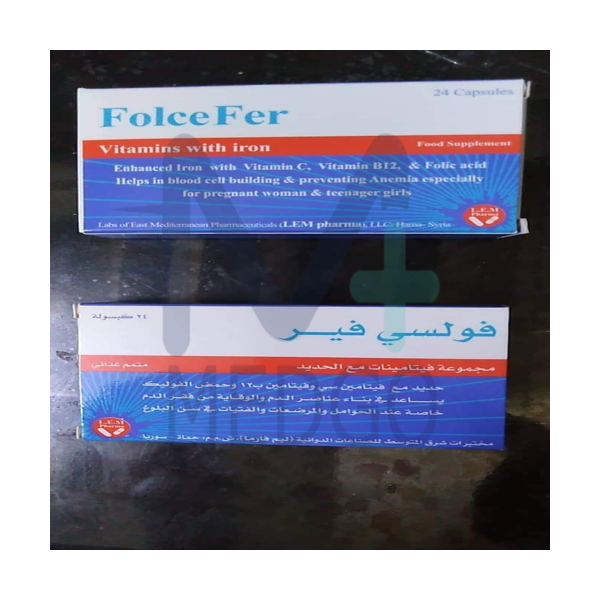 24 Capsules
FolceFer
Vitamins with iron
Food Supplement
Enhanced Iron with Vitamin C, Vitamin B12, & Folic acid
Helps in blood cell building & preventing Anemia especially
for pregnant woman & teenager girls
L.E.M
Pharma
Labs of East Mediterranean Pharmaceuticals (LEM pharma), LLC- Hama- Syria
٢٤ كبسولة
فولسي فير
مجموعة فيتامينات مع الحديد
متمم غذائي
حديد مع فيتامين سي وفيتامين ب١٢ وحمض الفوليك
يساعد في بناء عناصر الدم والوقاية من فقر الدم
خاصة عند الحوامل والمرضعات والفتيات في سن البلوغ
L.E.M
Pharma
مختبرات شرق المتوسط للصناعات الدوائية (ليم فارما)، ش.م.م، حماة - سوريا